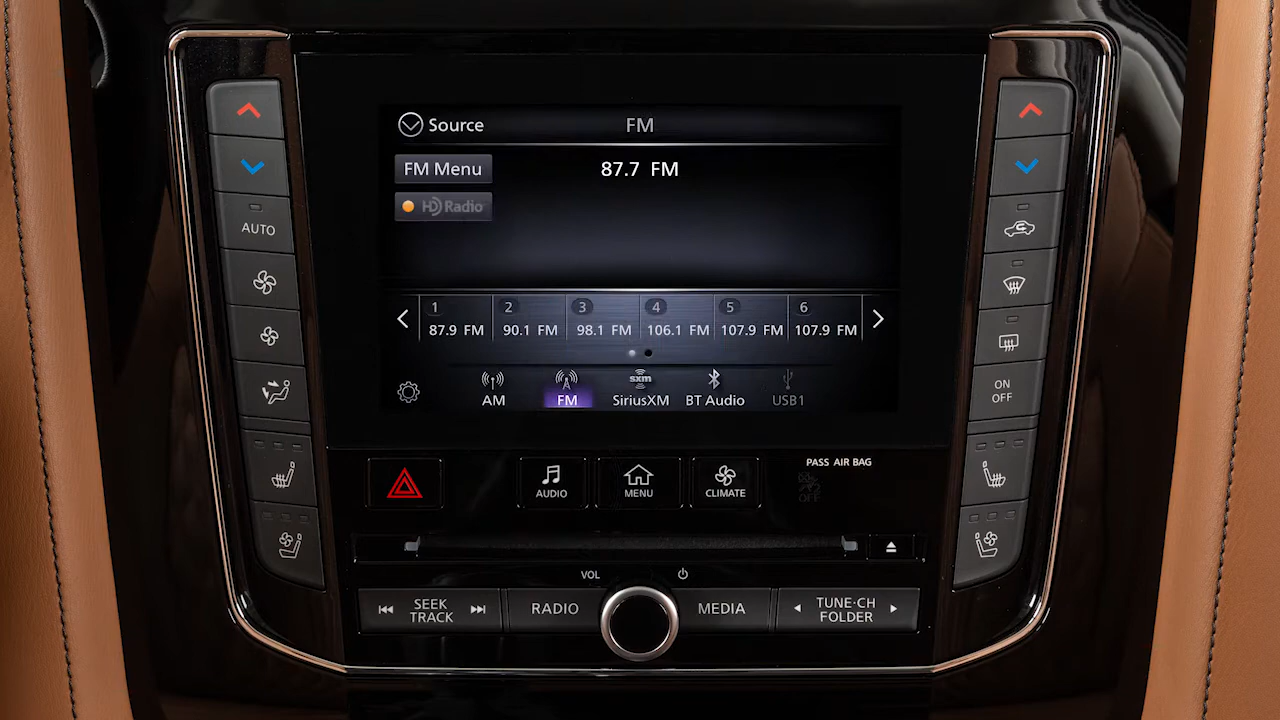 Source
FM
FM Menu
87.7 FM
HD Radio
1
2
3
4
5
6
87.9 FM
90.1 FM
98.1 FM
106.1 FM
107.9 FM
107.9 FM
sxm
AM
FM
SiriusXM
BT Audio
USB1
AUTO
ON
OFF
PASS AIR BAG
OFF
AUDIO
MENU
CLIMATE
VOL
SEEK
TRACK
RADIO
MEDIA
TUNE·CH
FOLDER